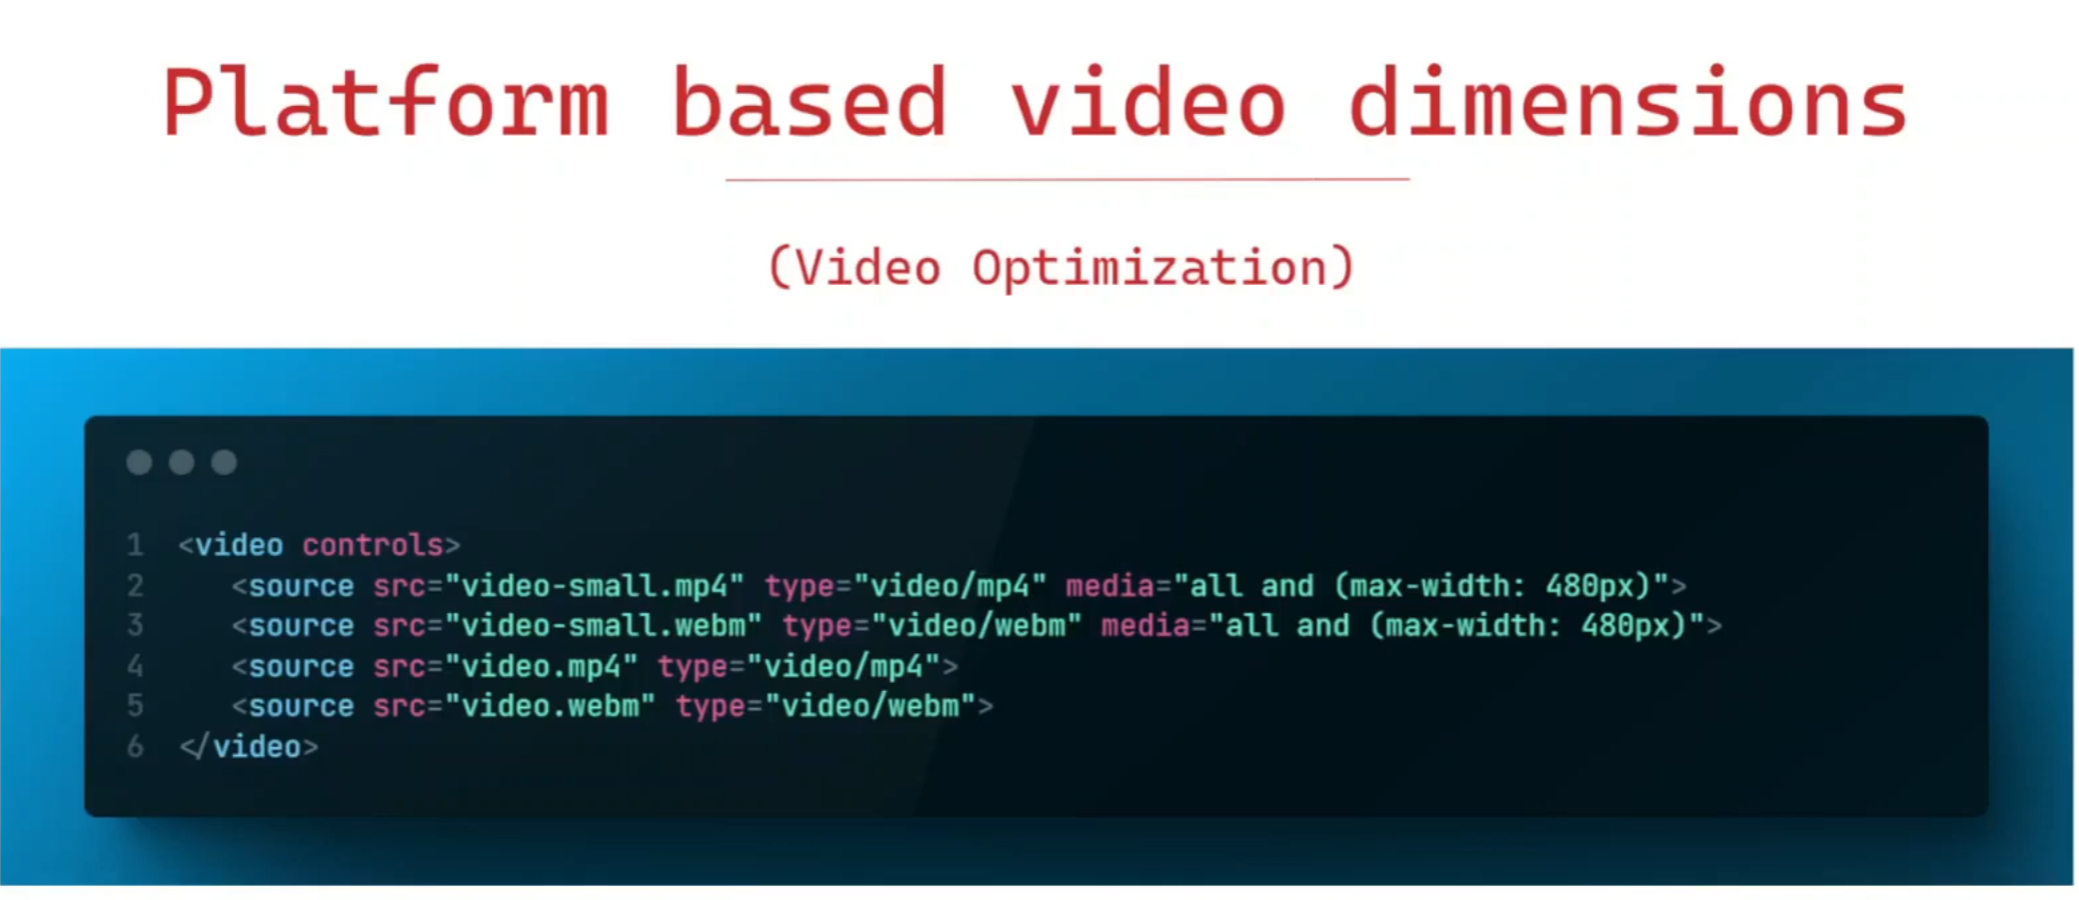 Platform based video dimensions
(Video Optimization)
1 <video controls>
2 <source src="video-small.mp4" type="video/mp4" media="all and (max-width: 480px)">
3 <source src="video-small.webm" type="video/webm" media="all and (max-width: 480px)">
4 <source src="video.mp4" type="video/mp4">
5 <source src="video.webm" type="video/webm">
6 </video>